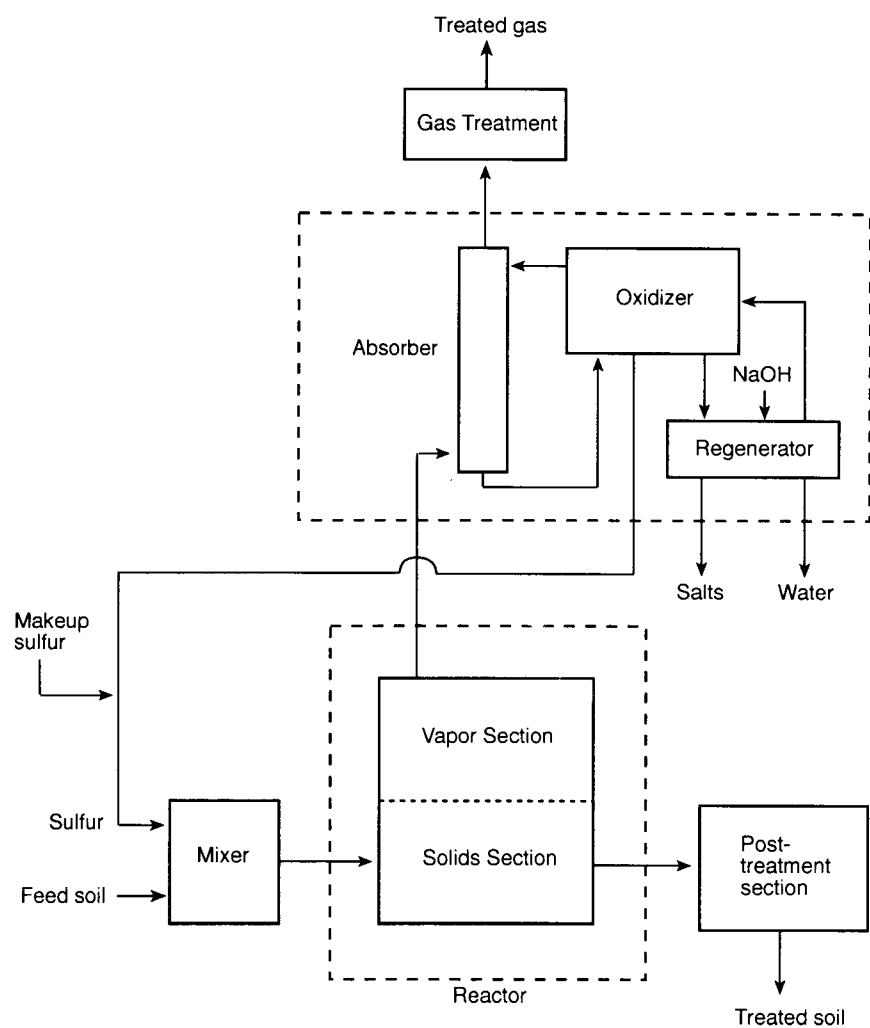 Treated gas
Gas Treatment
Oxidizer
Absorber
NaOH
Regenerator
Salts
Water
Makeup
sulfur
Vapor Section
Sulfur
Mixer
Solids Section
Post-
treatment
section
Feed soil
Reactor
Treated soil